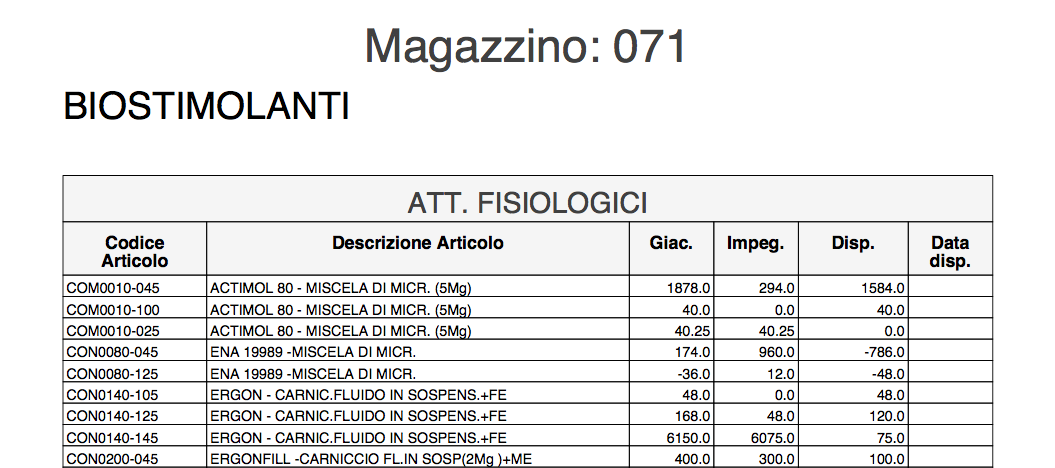 Magazzino: 071
BIOSTIMOLANTI
ATT. FISIOLOGICI
Codice Articolo Descrizione Articolo Giac. Impeg. Disp. Data disp.
COM0010-045 ACTIMOL 80 - MISCELA DI MICR. (5Mg) 1878.0 294.0 1584.0
COM0010-100 ACTIMOL 80 - MISCELA DI MICR. (5Mg) 40.0 0.0 40.0
COM0010-025 ACTIMOL 80 - MISCELA DI MICR. (5Mg) 40.25 40.25 0.0
CON0080-045 ENA 19989 -MISCELA DI MICR. 174.0 960.0 -786.0
CON0080-125 ENA 19989 -MISCELA DI MICR. -36.0 12.0 -48.0
CON0140-105 ERGON - CARNIC.FLUIDO IN SOSPENS.+FE 48.0 0.0 48.0
CON0140-125 ERGON - CARNIC.FLUIDO IN SOSPENS.+FE 168.0 48.0 120.0
CON0140-145 ERGON - CARNIC.FLUIDO IN SOSPENS.+FE 6150.0 6075.0 75.0
CON0200-045 ERGONFILL -CARNICCIO FL.IN SOSP(2Mg )+ME 400.0 300.0 100.0